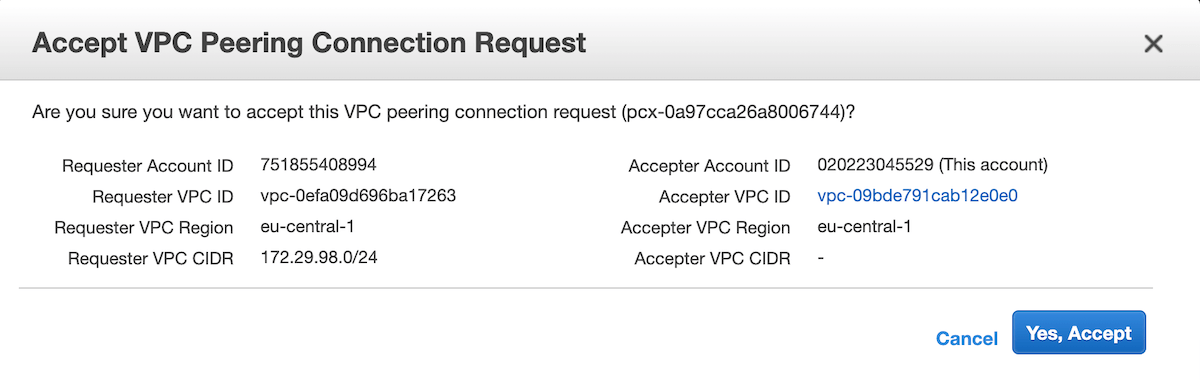 Accept VPC Peering Connection Request
Are you sure you want to accept this VPC peering connection request (pcx-0a97cca26a8006744)?
Requester Account ID 751855408994 Accepter Account ID 020223045529 (This account)
Requester VPC ID vpc-0efa09d696ba17263 Accepter VPC ID vpc-09bde791cab12e0e0
Requester VPC Region eu-central-1 Accepter VPC Region eu-central-1
Requester VPC CIDR 172.29.98.0/24 Accepter VPC CIDR -
Cancel Yes, Accept